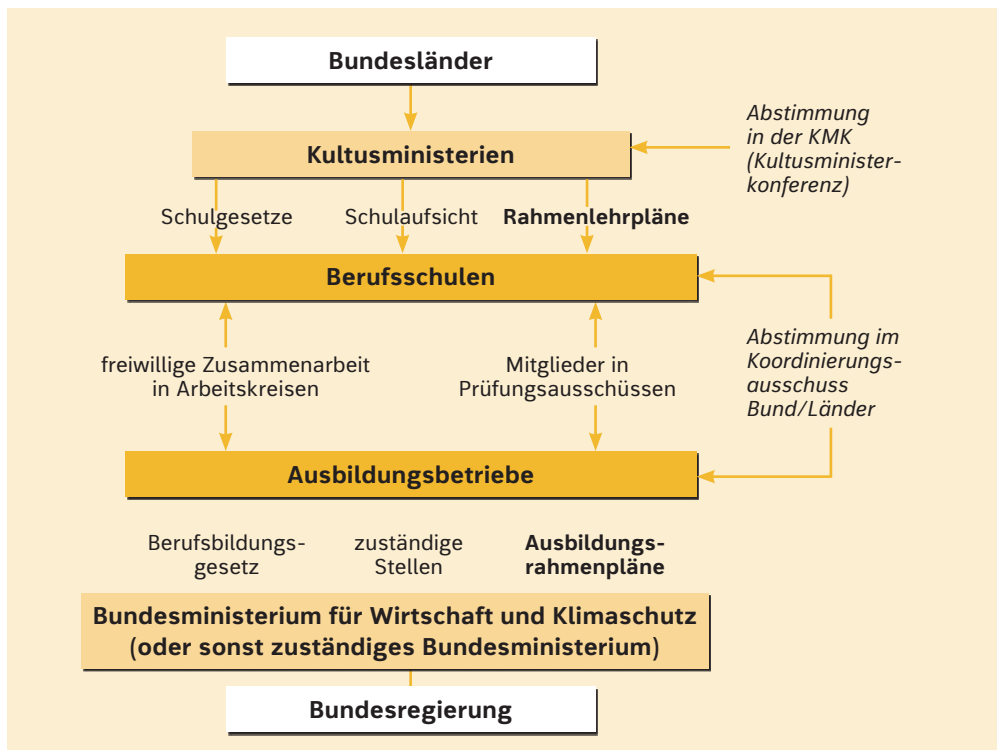 Bundesländer
Abstimmung
in der KMK
(Kultusminister-
konferenz)
Kultusministerien
Schulgesetze
Schulaufsicht
Rahmenlehrpläne
Berufsschulen
freiwillige Zusammenarbeit
in Arbeitskreisen
Mitglieder in
Prüfungsausschüssen
Abstimmung im
Koordinierungs-
ausschuss
Bund/Länder
Ausbildungsbetriebe
Berufsbildungs-
gesetz
zuständige
Stellen
Ausbildungs-
rahmenpläne
Bundesministerium für Wirtschaft und Klimaschutz
(oder sonst zuständiges Bundesministerium)
Bundesregierung